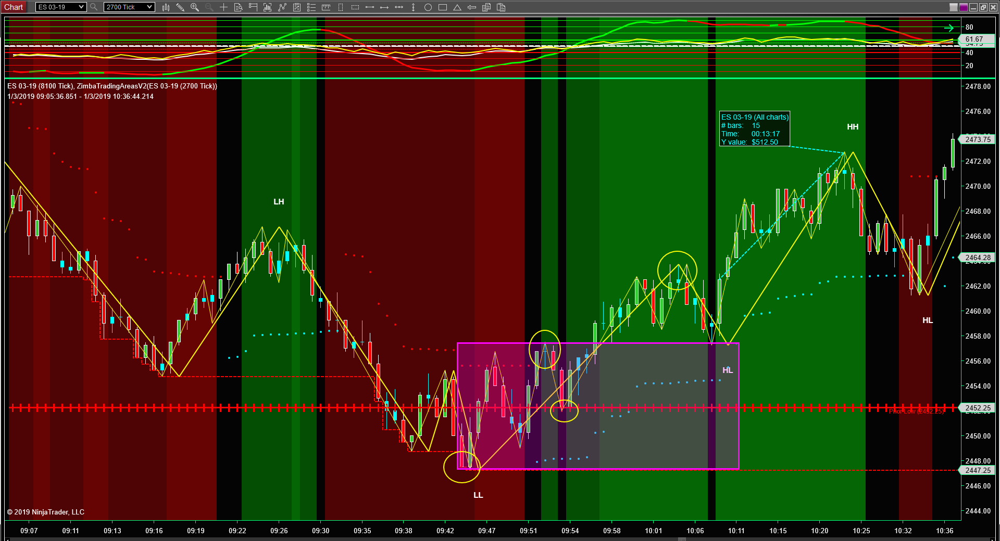 Chart ES 03-19 2700 Tick
80
61.67
54.75
40
20
ES 03-19 (8100 Tick), ZimbaTradingAreasV2(ES 03-19 (2700 Tick))
1/3/2019 09:05:36.851 - 1/3/2019 10:36:44.214
2478.00
2476.00
ES 03-19 (All charts)
# bars: 15
Time: 00:13:17
Y value: $512.50
HH
2473.75
2472.00
2470.00
LH
2468.00
2466.00
2464.28
2462.00
2460.00
HL
2458.00
2456.00
HL
2454.00
2452.25
Prior Low (2452.25)
2450.00
2448.00
2447.25
2446.00
LL
2444.00
© 2019 NinjaTrader, LLC
09:07 09:11 09:13 09:16 09:19 09:22 09:26 09:30 09:35 09:38 09:42 09:47 09:51 09:54 09:58 10:01 10:06 10:11 10:15 10:20 10:25 10:32 10:36